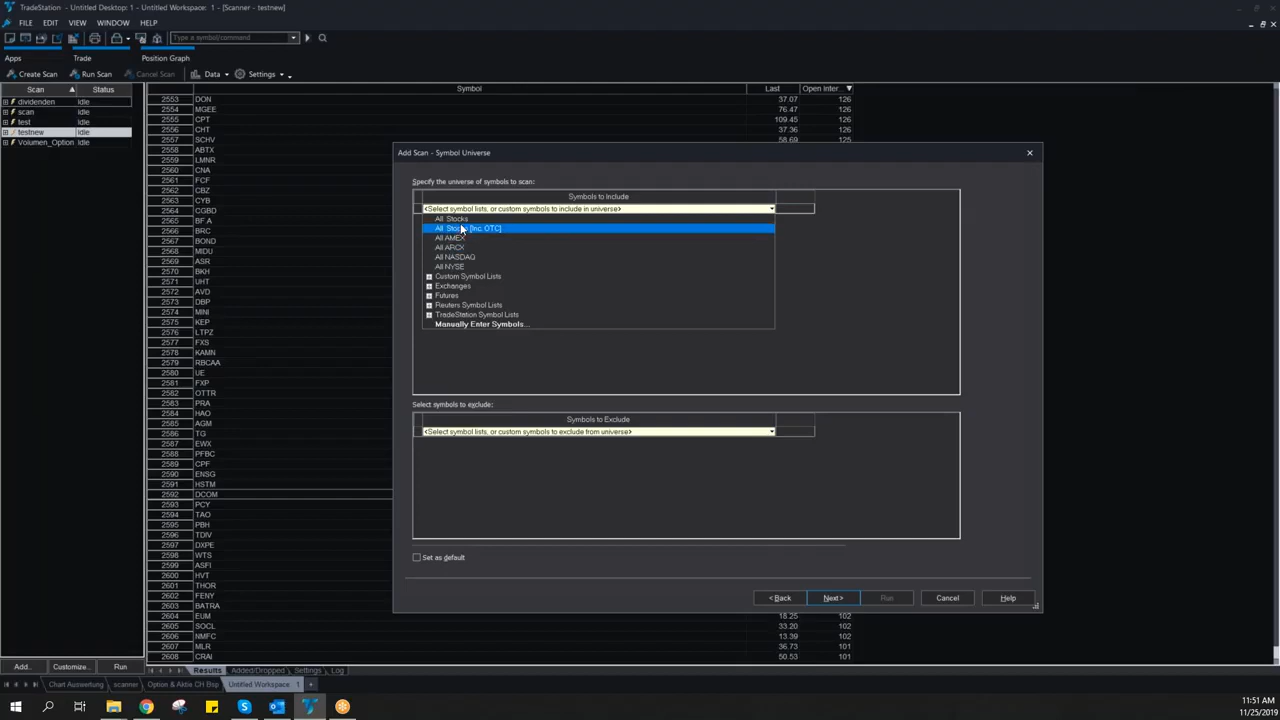 TradeStation - Untitled Desktop: 1 - Untitled Workspace: 1 - [Scanner - testnew]
FILE EDIT VIEW WINDOW HELP
Type a symbol/command
Apps Trade Position Graph
Create Scan Run Scan Cancel Scan Data Settings
Scan Status
dividenden Idle
scan Idle
test Idle
testnew Idle
Volumen_Option Idle
Symbol Last Open Inter...
2553 DON 37.07 126
2554 MGEE 76.47 126
2555 CPT 109.45 126
2556 CHT 37.36 126
2557 SCHV 58.69 125
2558 ABTX
2559 LMNR
2560 CNA
2561 FCF
2562 CBZ
2563 CYB
2564 CGBD
2565 BF.A
2566 BRC
2567 BOND
2568 MIDU
2569 ASR
2570 BKH
2571 UHT
2572 AVD
2573 DBP
2574 MINI
2575 KEP
2576 LTPZ
2577 FXS
2578 KAMN
2579 RBCAA
2580 UE
2581 FXP
2582 OTTR
2583 PRA
2584 HAO
2585 AGM
2586 TG
2587 EWX
2588 PFBC
2589 CPF
2590 ENSG
2591 HSTM
2592 DCOM
2593 PCY
2594 TAO
2595 PBH
2596 TDIV
2597 DXPE
2598 WTS
2599 ASFI
2600 HVT
2601 THOR
2602 FENY
2603 BATRA
2604 EUM 18.25 102
2605 SOCL 33.20 102
2606 NMFC 13.39 102
2607 MLR 36.73 101
2608 CRAI 50.53 101
Add Scan - Symbol Universe
Specify the universe of symbols to scan:
Symbols to Include
<Select symbol lists, or custom symbols to include in universe>
All Stocks
All Stocks [Inc. OTC]
All AMEX
All ARCX
All NASDAQ
All NYSE
Custom Symbol Lists
Exchanges
Futures
Reuters Symbol Lists
TradeStation Symbol Lists
Manually Enter Symbols...
Select symbols to exclude:
Symbols to Exclude
<Select symbol lists, or custom symbols to exclude from universe>
Set as default
< Back Next > Run Cancel Help
Add... Customize... Run
Results Added/Dropped Settings Log
Chart Auswertung scanner Option & Aktie CH Bsp Untitled Workspace: 1
11:51 AM
11/25/2019